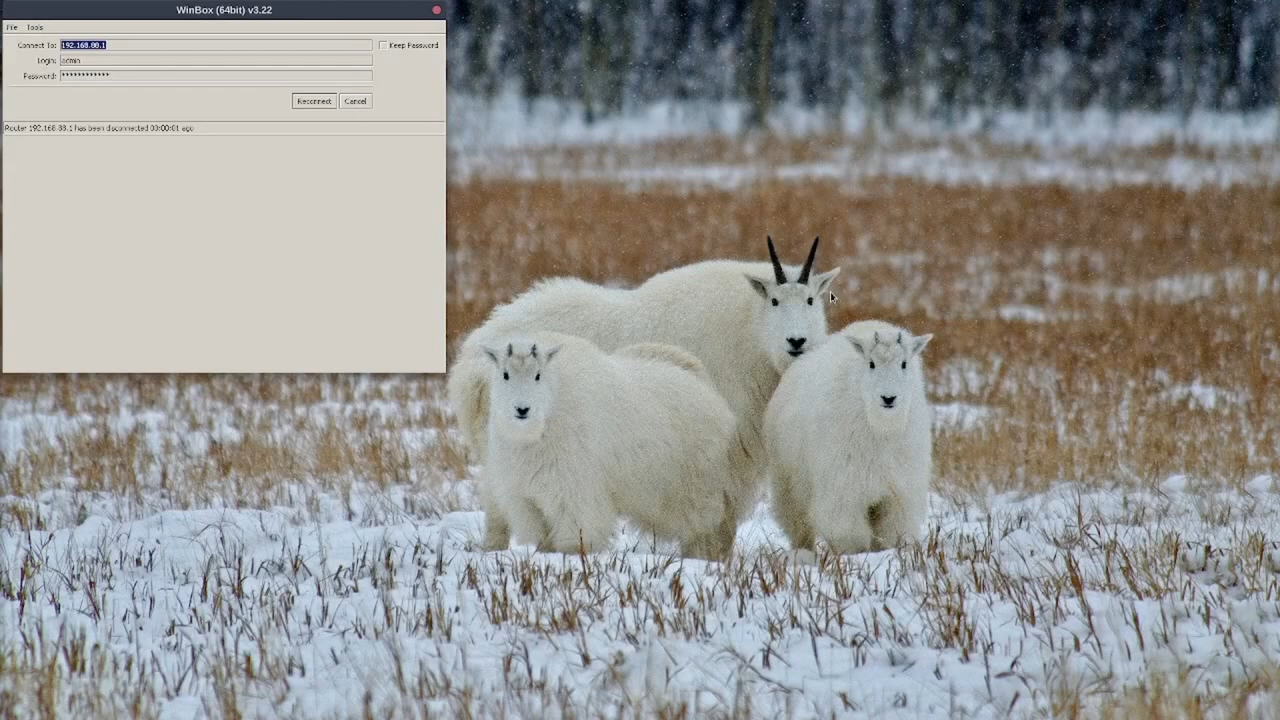 WinBox (64bit) v3.22
File Tools
Connect To: 192.168.88.1 Keep Password
Login: admin
Password: ************
Reconnect Cancel
Router 192.168.88.1 has been disconnected 00:00:01 ago